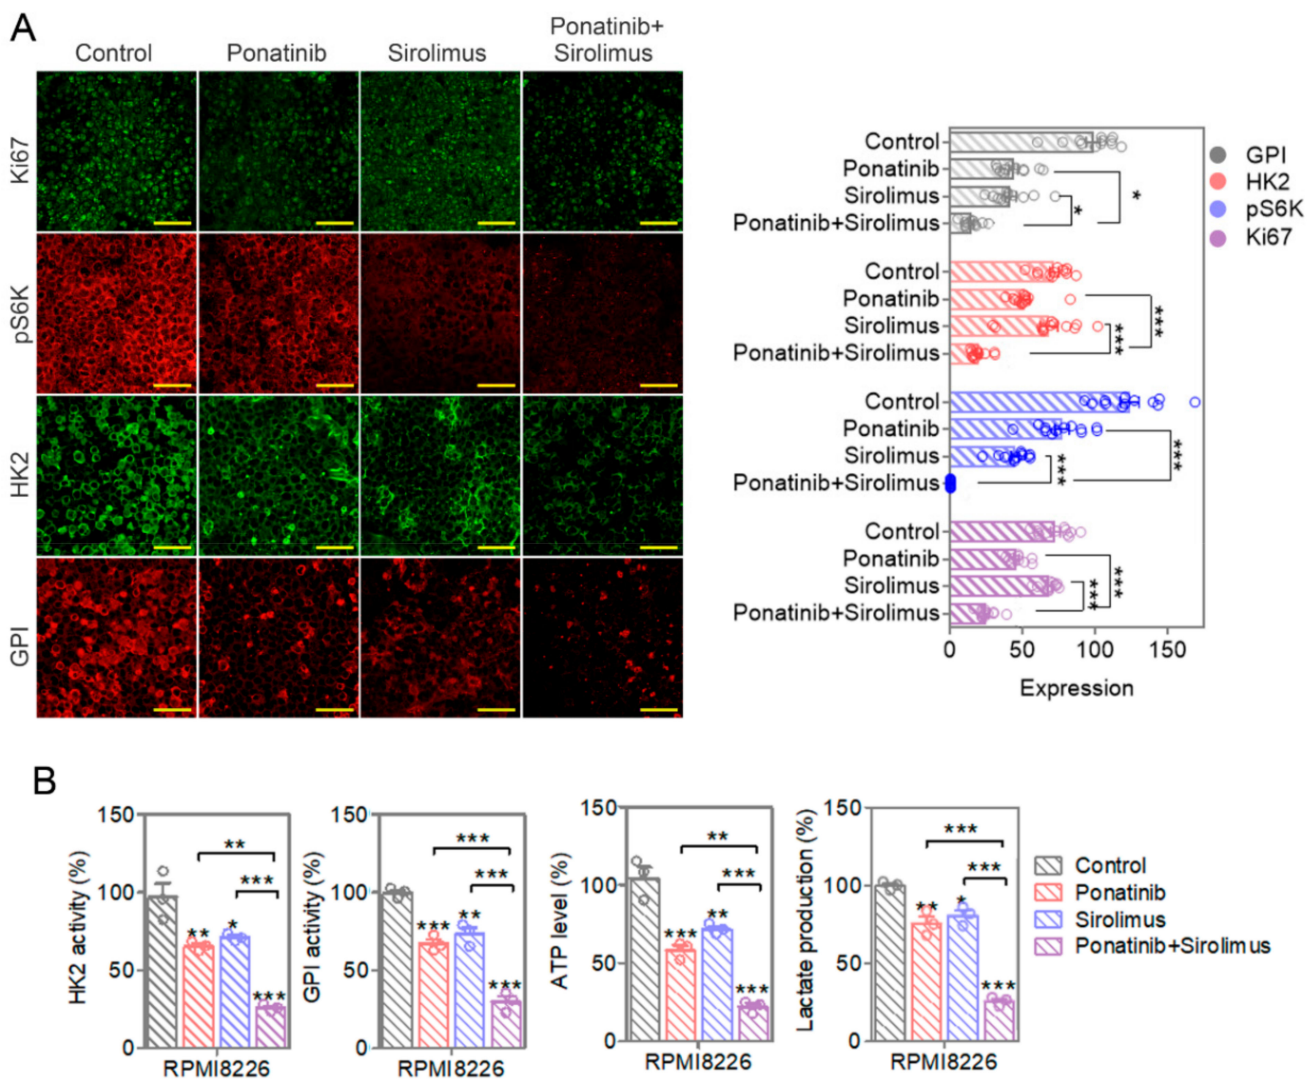 A
Control
Ponatinib
Sirolimus
Ponatinib+
Sirolimus
Ki67
pS6K
HK2
GPI
Control
Ponatinib
Sirolimus
Ponatinib+Sirolimus
*
*
Control
Ponatinib
Sirolimus
Ponatinib+Sirolimus
***
***
Control
Ponatinib
Sirolimus
Ponatinib+Sirolimus
***
***
Control
Ponatinib
Sirolimus
Ponatinib+Sirolimus
***
***
0 50 100 150
Expression
GPI
HK2
pS6K
Ki67
B
HK2 activity (%)
150
100
50
0
**
***
** * ***
RPMI8226
GPI activity (%)
150
100
50
0
***
***
*** ** ***
RPMI8226
ATP level (%)
150
100
50
0
**
***
*** ** ***
RPMI8226
Lactate production (%)
150
100
50
0
***
***
** * ***
RPMI8226
Control
Ponatinib
Sirolimus
Ponatinib+Sirolimus